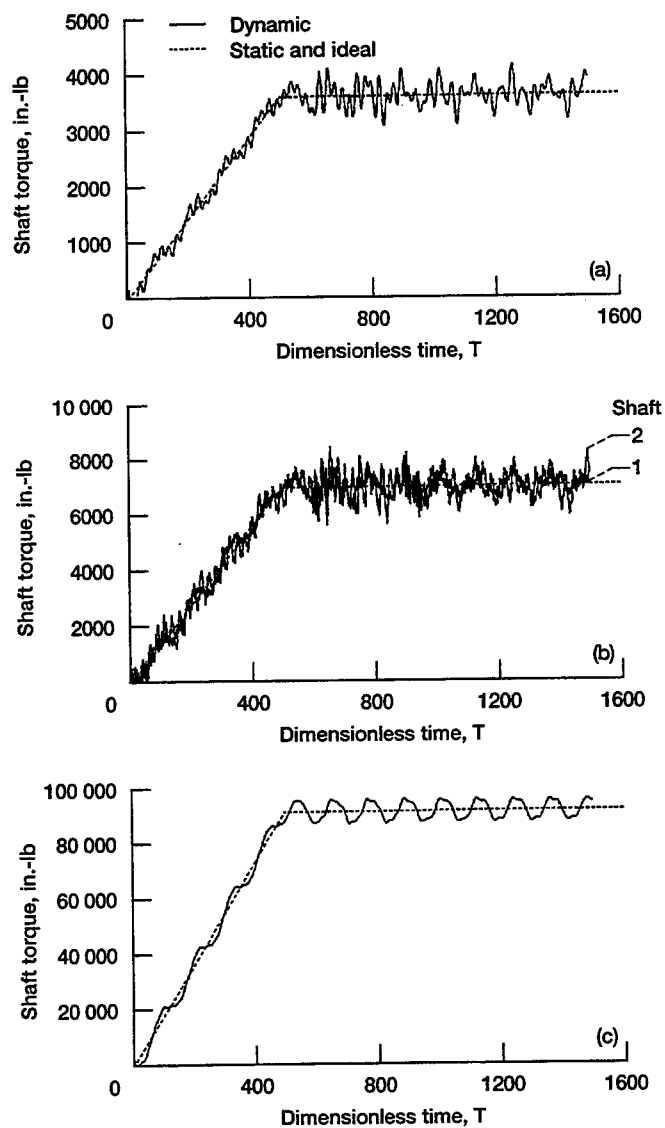 Dynamic
Static and ideal
5000
4000
3000
2000
1000
0
400
800
1200
1600
Shaft torque, in.-lb
Dimensionless time, T
(a)
10 000
8000
6000
4000
2000
0
400
800
1200
1600
Shaft torque, in.-lb
Dimensionless time, T
Shaft
2
1
(b)
100 000
80 000
60 000
40 000
20 000
0
400
800
1200
1600
Shaft torque, in.-lb
Dimensionless time, T
(c)